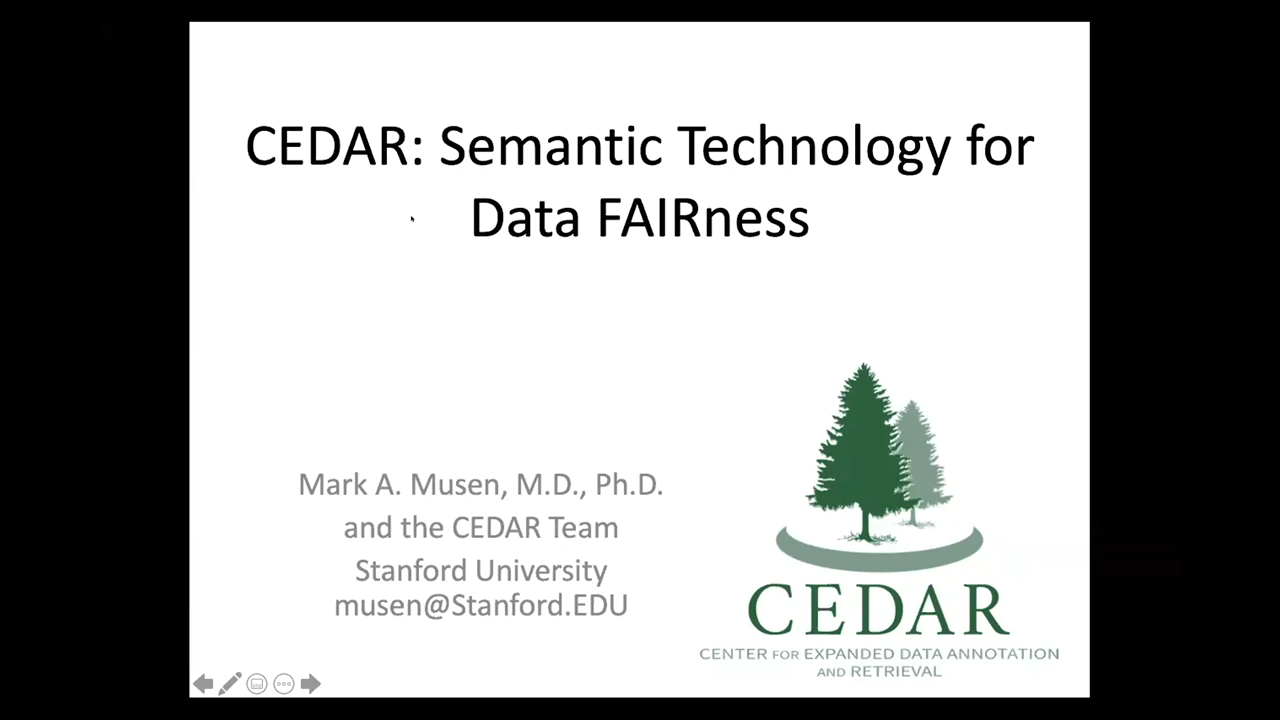 CEDAR: Semantic Technology for
Data FAIRness
Mark A. Musen, M.D., Ph.D.
and the CEDAR Team
Stanford University
musen@Stanford.EDU
CEDAR
CENTER FOR EXPANDED DATA ANNOTATION
AND RETRIEVAL